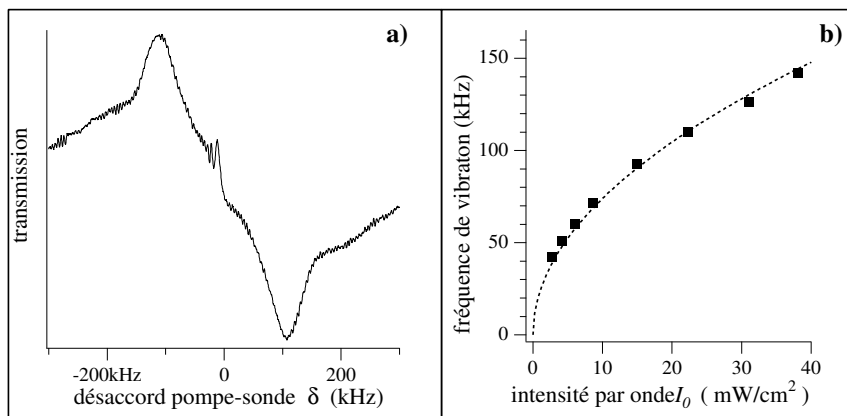 a)
transmission
-200kHz 0 200
désaccord pompe-sonde δ (kHz)
b)
fréquence de vibraton (kHz)
150
100
50
0
0 10 20 30 40
intensité par ondeI₀ ( mW/cm²)